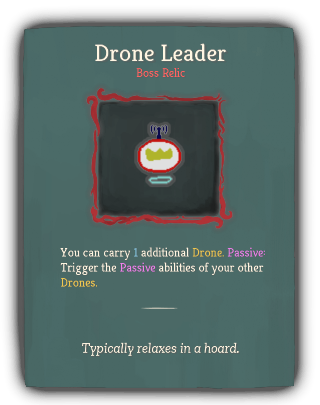 Drone Leader
Boss Relic
You can carry 1 additional Drone. Passive:
Trigger the Passive abilities of your other
Drones.
Typically relaxes in a hoard.